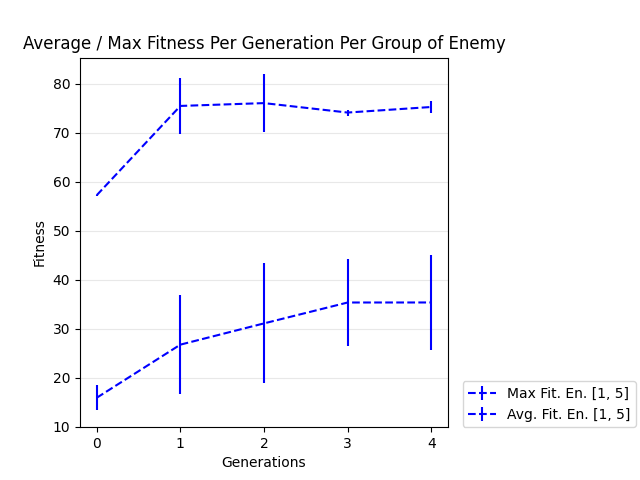 Average / Max Fitness Per Generation Per Group of Enemy
Fitness
80
70
60
50
40
30
20
10
0 1 2 3 4
Generations
Max Fit. En. [1, 5]
Avg. Fit. En. [1, 5]